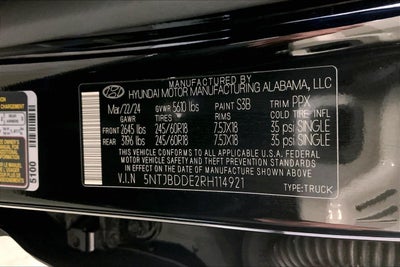 HYUNDAI MOTOR MANUFACTURING ALABAMA, LLC
Mar/22/24 GVWR 5610 lbs PAINT S3B TRIM PPX
GAWR TIRES RIMS COLD TIRE INFL
FRONT 2645 lbs 245/60R18 7.5JX18 35 psi SINGLE
REAR 3196 lbs 245/60R18 7.5JX18 35 psi SINGLE
THIS VEHICLE CONFORMS TO ALL APPLICABLE U.S.A. FEDERAL
MOTOR VEHICLE SAFETY AND THEFT PREVENTION STANDARDS
IN EFFECT ON THE DATE OF MANUFACTURE SHOWN ABOVE.
V.I.N 5NTJBDDE2RH114921 TYPE:TRUCK
5100